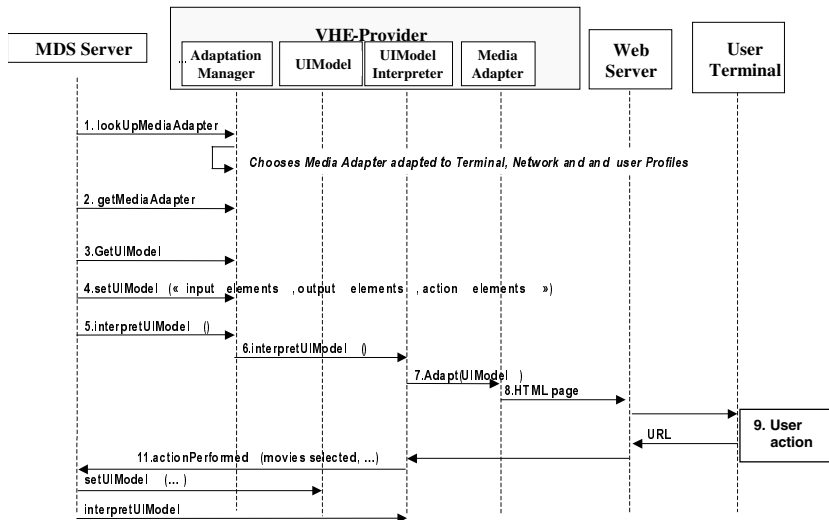 VHE-Provider
MDS Server
... Adaptation Manager
UIModel
UIModel Interpreter
Media Adapter
Web Server
User Terminal
1. lookUpMediaAdapter
Chooses Media Adapter adapted to Terminal, Network and and user Profiles
2. getMediaAdapter
3.GetUIModel
4.setUIModel (« input elements , output elements , action elements »)
5.interpretUIModel ()
6.interpretUIModel ()
7.Adapt(UIModel )
8.HTML page
9. User action
URL
11.actionPerformed (movies selected, ...)
setUIModel (... )
interpretUIModel